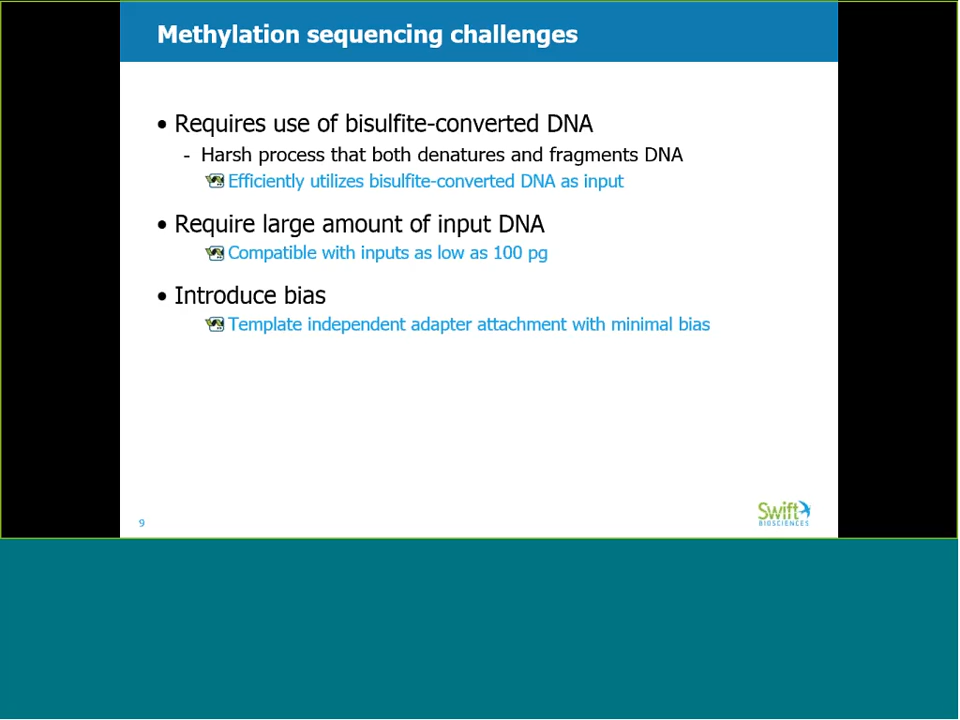 Methylation sequencing challenges
• Requires use of bisulfite-converted DNA
- Harsh process that both denatures and fragments DNA
Efficiently utilizes bisulfite-converted DNA as input
• Require large amount of input DNA
Compatible with inputs as low as 100 pg
• Introduce bias
Template independent adapter attachment with minimal bias
9
Swift
BIOSCIENCES